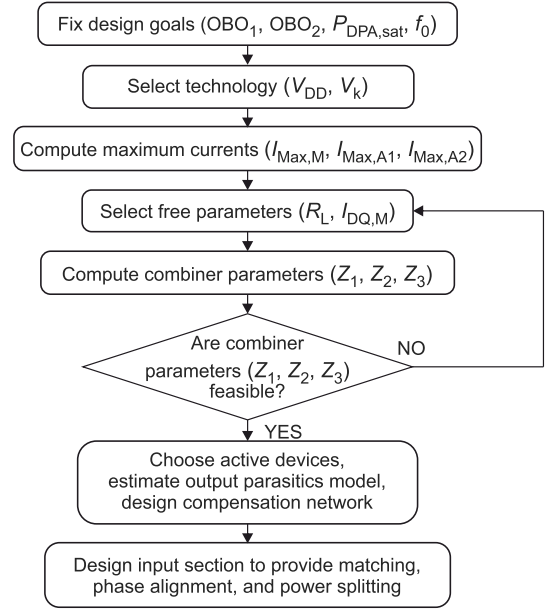 Fix design goals (OBO1, OBO2, PDPA,sat, f0)
Select technology (VDD, Vk)
Compute maximum currents (IMax,M, IMax,A1, IMax,A2)
Select free parameters (RL, IDQ,M)
Compute combiner parameters (Z1, Z2, Z3)
Are combiner
parameters (Z1, Z2, Z3)
feasible?
NO
YES
Choose active devices,
estimate output parasitics model,
design compensation network
Design input section to provide matching,
phase alignment, and power splitting